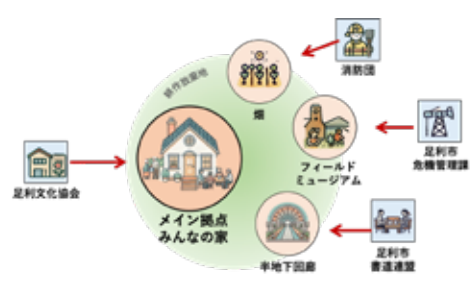 消防団
耕作放棄地
畑
足利市
危機管理課
フィールド
ミュージアム
足利文化協会
メイン拠点
みんなの家
半地下回廊
足利市
書道連盟